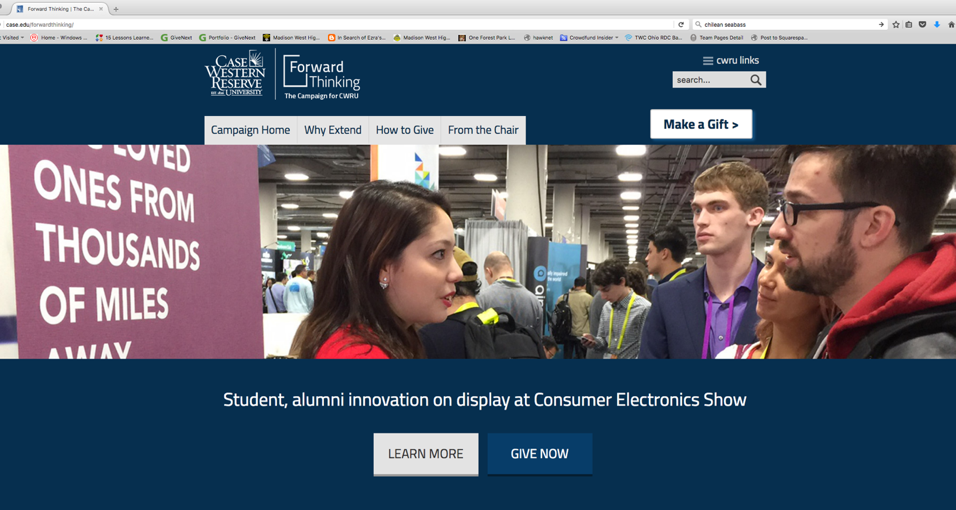 Forward Thinking | The Ca...
case.edu/forwardthinking/
chilean seabass
Visited
Home - Windows ...
16 Lessons Learne...
GiveNext
Portfolio - GiveNext
Madison West Hig...
In Search of Ezra's...
Madison West Hig...
One Forest Park L...
hawknet
Crowdfund Insider
TWC Ohio RDC Ba...
Team Pages Detail
Post to Squarespa...
CASE
WESTERN
RESERVE
EST. 1826 UNIVERSITY
Forward
Thinking
The Campaign for CWRU
cwru links
search...
Campaign Home
Why Extend
How to Give
From the Chair
Make a Gift >
LOVED
ONES FROM
THOUSANDS
OF MILES
AWAY
Student, alumni innovation on display at Consumer Electronics Show
LEARN MORE
GIVE NOW